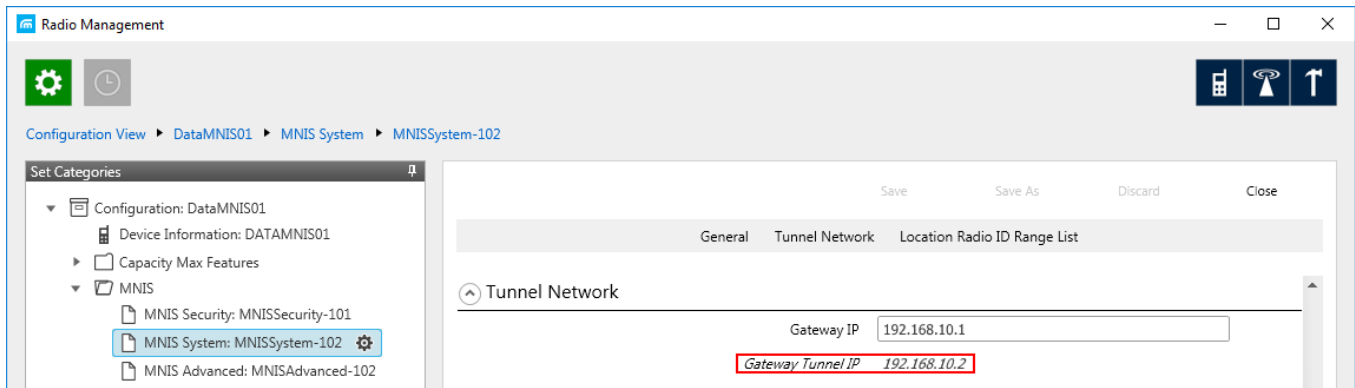 Radio Management
Configuration View DataMNIS01 MNIS System MNISSystem-102
Set Categories
Configuration: DataMNIS01
Device Information: DATAMNIS01
Capacity Max Features
MNIS
MNIS Security: MNISSecurity-101
MNIS System: MNISSystem-102
MNIS Advanced: MNISAdvanced-102
Save Save As Discard Close
General Tunnel Network Location Radio ID Range List
Tunnel Network
Gateway IP 192.168.10.1
Gateway Tunnel IP 192.168.10.2